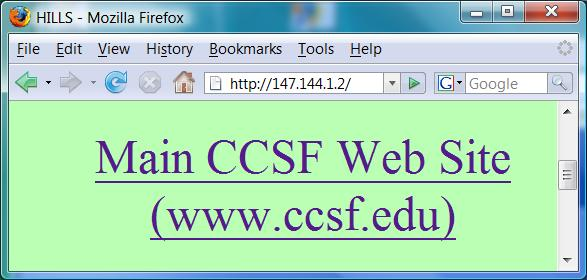 HILLS - Mozilla Firefox
File Edit View History Bookmarks Tools Help
http://147.144.1.2/ G Google
Main CCSF Web Site
(www.ccsf.edu)